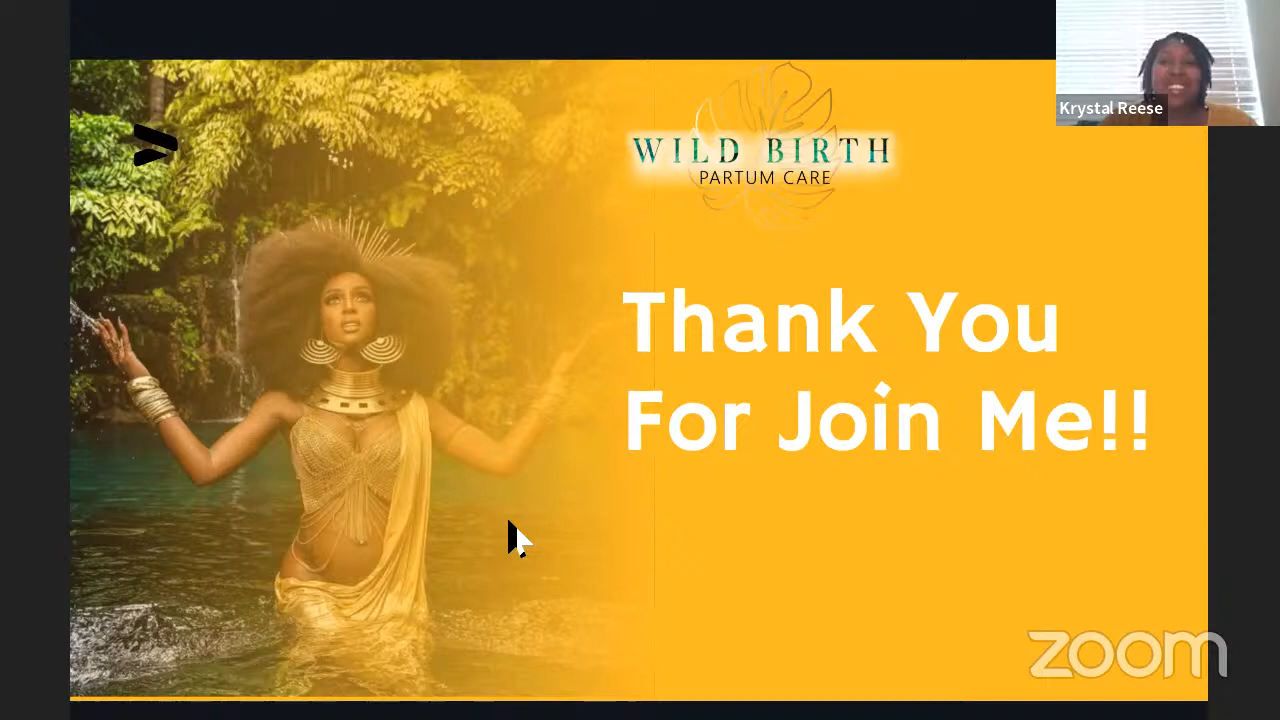 Krystal Reese
WILD BIRTH
PARTUM CARE
Thank You
For Join Me!!
zoom